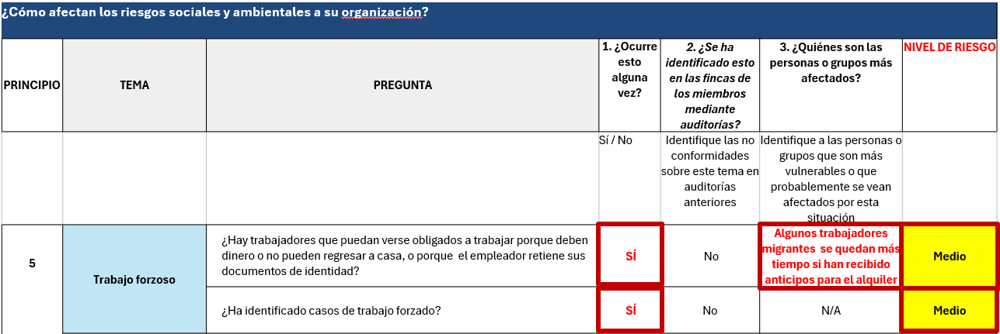 ¿Cómo afectan los riesgos sociales y ambientales a su organización?
PRINCIPIO
TEMA
PREGUNTA
1. ¿Ocurre
esto
alguna
vez?
2. ¿Se ha
identificado esto
en las fincas de
los miembros
mediante
auditorías?
3. ¿Quiénes son las
personas o grupos más
afectados?
NIVEL DE RIESGO
Sí / No
Identifique las no
conformidades
sobre este tema en
auditorías
anteriores
Identifique a las personas o
grupos que son más
vulnerables o que
probablemente se vean
afectados por esta
situación
5
Trabajo forzoso
¿Hay trabajadores que puedan verse obligados a trabajar porque deben
dinero o no pueden regresar a casa, o porque  el empleador retiene sus
documentos de identidad?
SÍ
No
Algunos trabajadores
migrantes  se quedan más
tiempo si han recibido
anticipos para el alquiler
Medio
¿Ha identificado casos de trabajo forzado?
SÍ
No
N/A
Medio